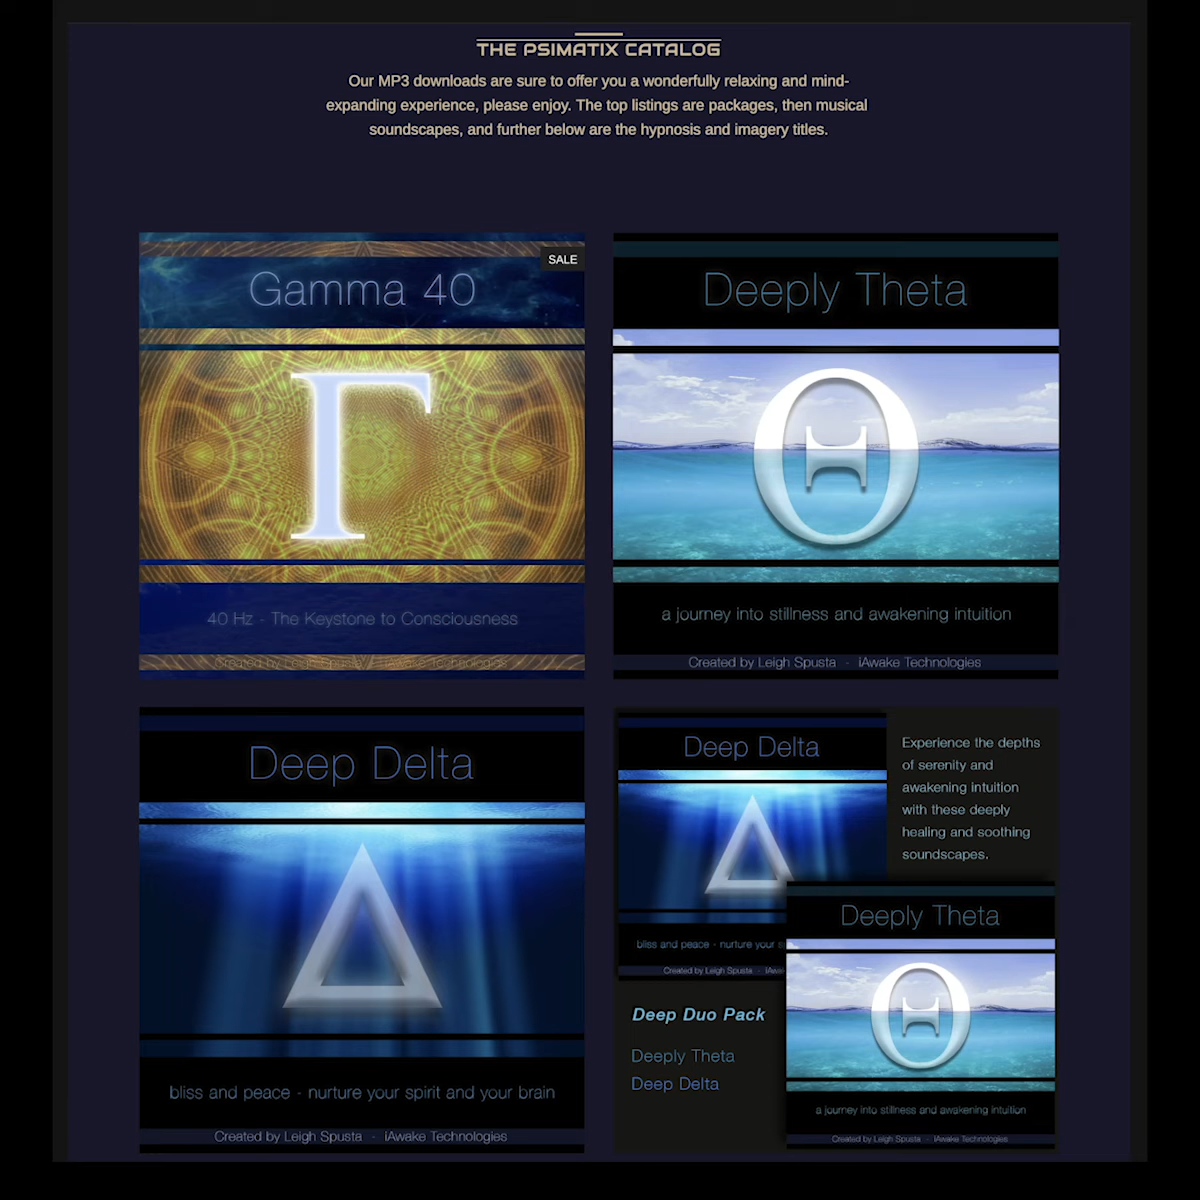 THE PSIMATIX CATALOG
Our MP3 downloads are sure to offer you a wonderfully relaxing and mind-
expanding experience, please enjoy. The top listings are packages, then musical
soundscapes, and further below are the hypnosis and imagery titles.
SALE
Gamma 40
Γ
40 Hz - The Keystone to Consciousness
Created by Leigh Spusta - iAwake Technologies
Deeply Theta
Θ
a journey into stillness and awakening intuition
Created by Leigh Spusta - iAwake Technologies
Deep Delta
Δ
bliss and peace - nurture your spirit and your brain
Created by Leigh Spusta - iAwake Technologies
Deep Delta
Δ
bliss and peace - nurture your
Created by Leigh Spusta - iAwa
Experience the depths
of serenity and
awakening intuition
with these deeply
healing and soothing
soundscapes.
Deep Duo Pack
Deeply Theta
Deep Delta
Deeply Theta
Θ
a journey into stillness and awakening intuition
Created by Leigh Spusta - iAwake Technologies